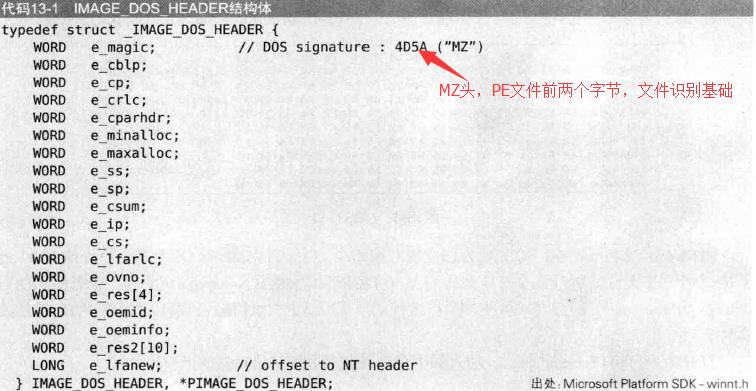 代码13-1 IMAGE_DOS_HEADER结构体
typedef struct _IMAGE_DOS_HEADER {
WORD e_magic; // DOS signature : 4D5A ("MZ")
MZ头，PE文件前两个字节，文件识别基础
WORD e_cblp;
WORD e_cp;
WORD e_crlc;
WORD e_cparhdr;
WORD e_minalloc;
WORD e_maxalloc;
WORD e_ss;
WORD e_sp;
WORD e_csum;
WORD e_ip;
WORD e_cs;
WORD e_lfarlc;
WORD e_ovno;
WORD e_res[4];
WORD e_oemid;
WORD e_oeminfo;
WORD e_res2[10];
LONG e_lfanew; // offset to NT header
} IMAGE_DOS_HEADER, *PIMAGE_DOS_HEADER;
出处: Microsoft Platform SDK - winnt.h